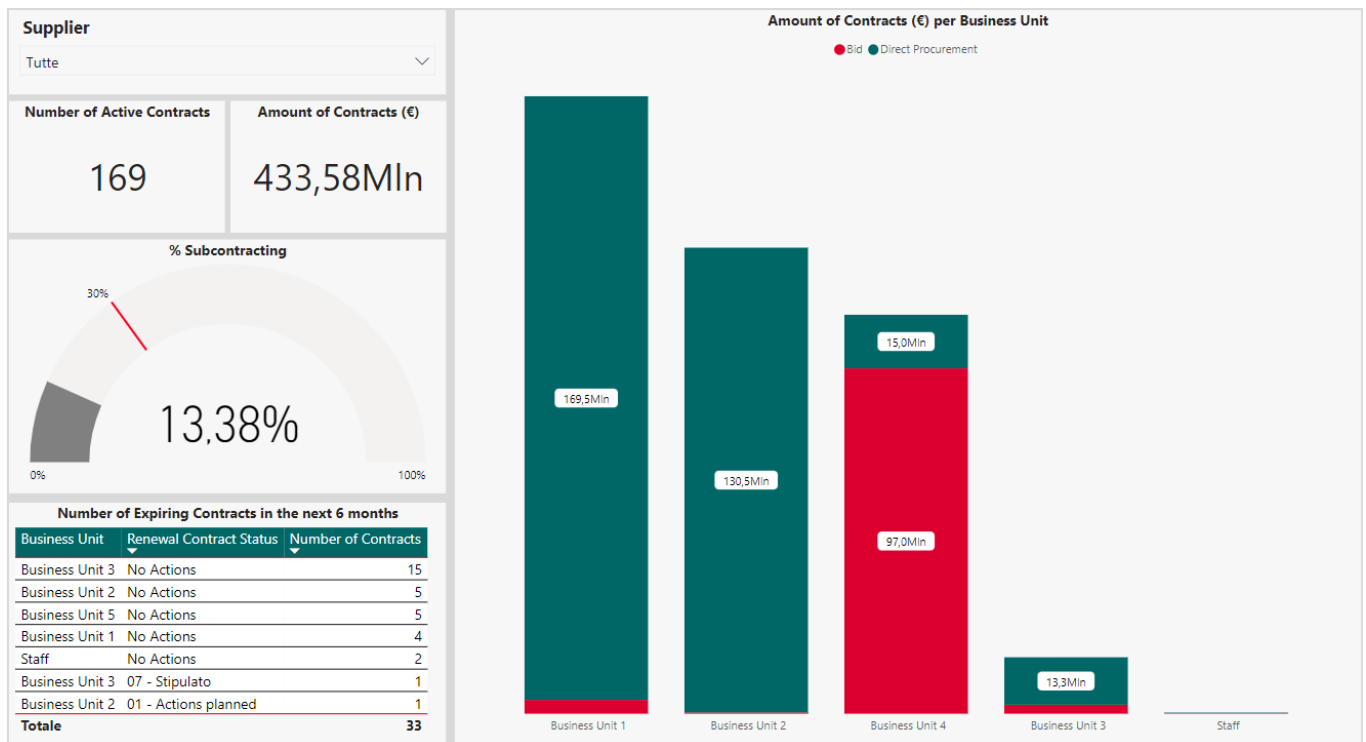 Supplier
Tutte
Number of Active Contracts
169
Amount of Contracts (€)
433,58Mln
% Subcontracting
30%
13,38%
0%
100%
Number of Expiring Contracts in the next 6 months
Business Unit Renewal Contract Status Number of Contracts
Business Unit 3 No Actions 15
Business Unit 2 No Actions 5
Business Unit 5 No Actions 5
Business Unit 1 No Actions 4
Staff No Actions 2
Business Unit 3 07 - Stipulato 1
Business Unit 2 01 - Actions planned 1
Totale 33
Amount of Contracts (€) per Business Unit
Bid Direct Procurement
15,0Mln
169,5Mln
130,5Mln
97,0Mln
13,3Mln
Business Unit 1 Business Unit 2 Business Unit 4 Business Unit 3 Staff